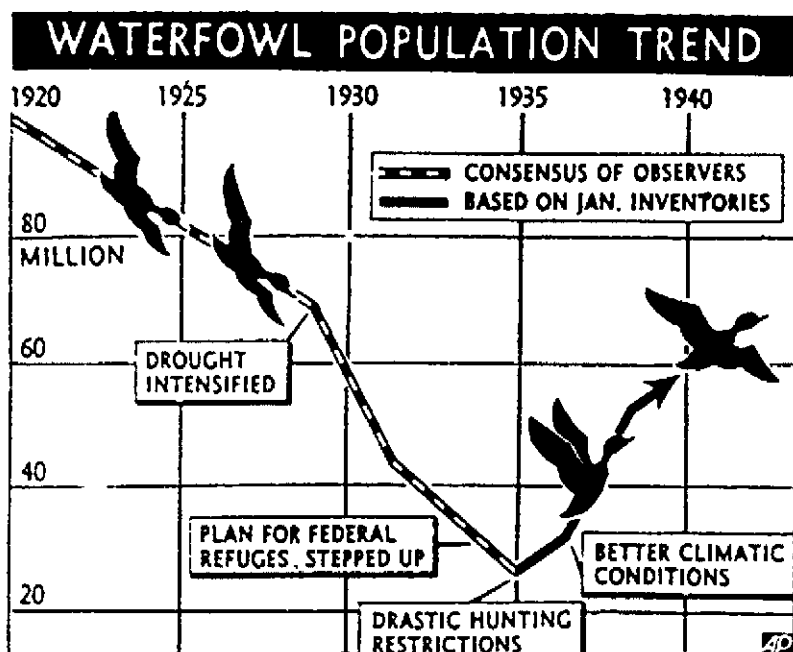 WATERFOWL POPULATION TREND
1920 1925 1930 1935 1940
CONSENSUS OF OBSERVERS
BASED ON JAN. INVENTORIES
80
MILLION
DROUGHT
INTENSIFIED
60
40
PLAN FOR FEDERAL
REFUGES, STEPPED UP
BETTER CLIMATIC
CONDITIONS
20
DRASTIC HUNTING
RESTRICTIONS
AP